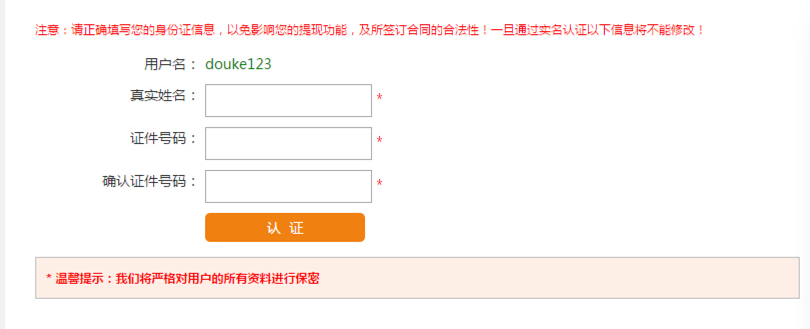 注意：请正确填写您的身份证信息，以免影响您的提现功能，及所签订合同的合法性！一旦通过实名认证以下信息将不能修改！
用户名： douke123
真实姓名： *
证件号码： *
确认证件号码： *
认 证
* 温馨提示：我们将严格对用户的所有资料进行保密